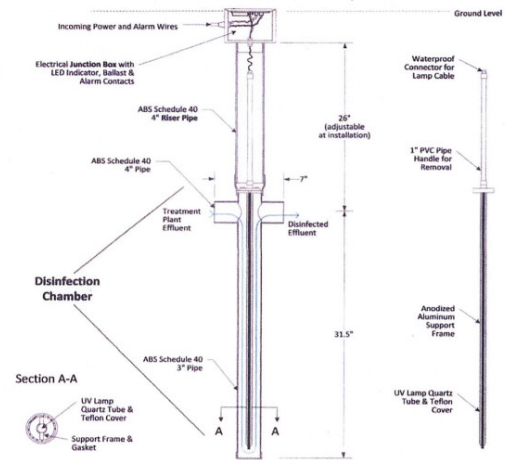 Ground Level
Incoming Power and Alarm Wires
Electrical Junction Box with
LED Indicator, Ballast &
Alarm Contacts
ABS Schedule 40
4" Riser Pipe
26"
(adjustable
at installation)
ABS Schedule 40
4" Pipe
7"
Treatment
Plant
Effluent
Disinfected
Effluent
Disinfection
Chamber
31.5"
ABS Schedule 40
3" Pipe
A
A
Section A-A
UV Lamp
Quartz Tube &
Teflon Cover
Support Frame &
Gasket
Waterproof
Connector for
Lamp Cable
1" PVC Pipe
Handle for
Removal
Anodized
Aluminum
Support
Frame
UV Lamp Quartz
Tube & Teflon
Cover